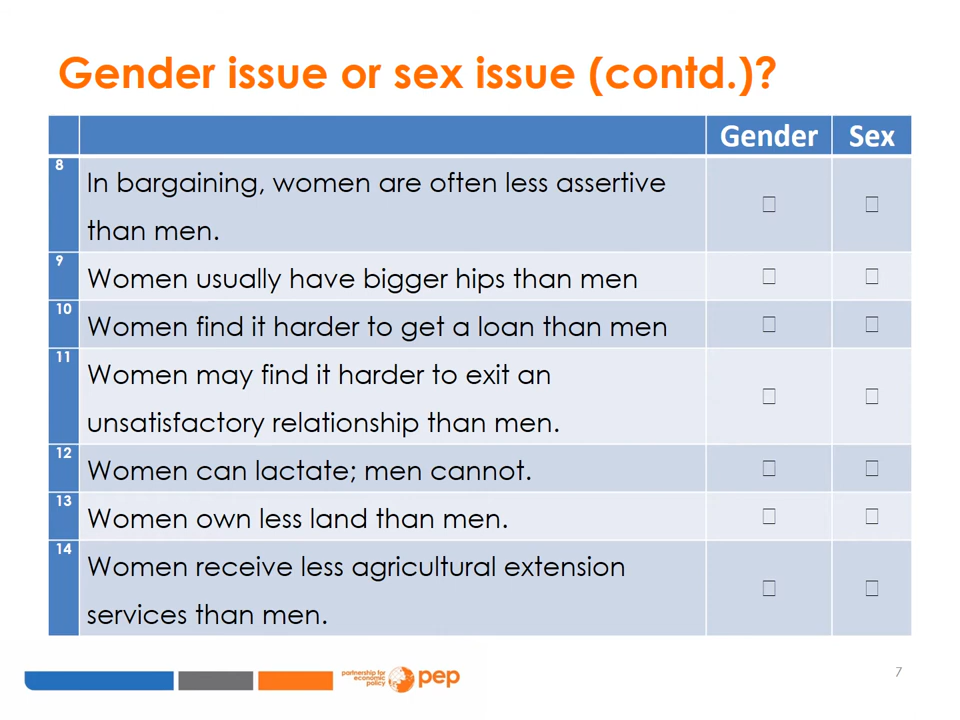 Gender issue or sex issue (contd.)?
Gender Sex
8 In bargaining, women are often less assertive
than men.
9 Women usually have bigger hips than men
10 Women find it harder to get a loan than men
11 Women may find it harder to exit an
unsatisfactory relationship than men.
12 Women can lactate; men cannot.
13 Women own less land than men.
14 Women receive less agricultural extension
services than men.
partnership for
economic
policy
pep
7